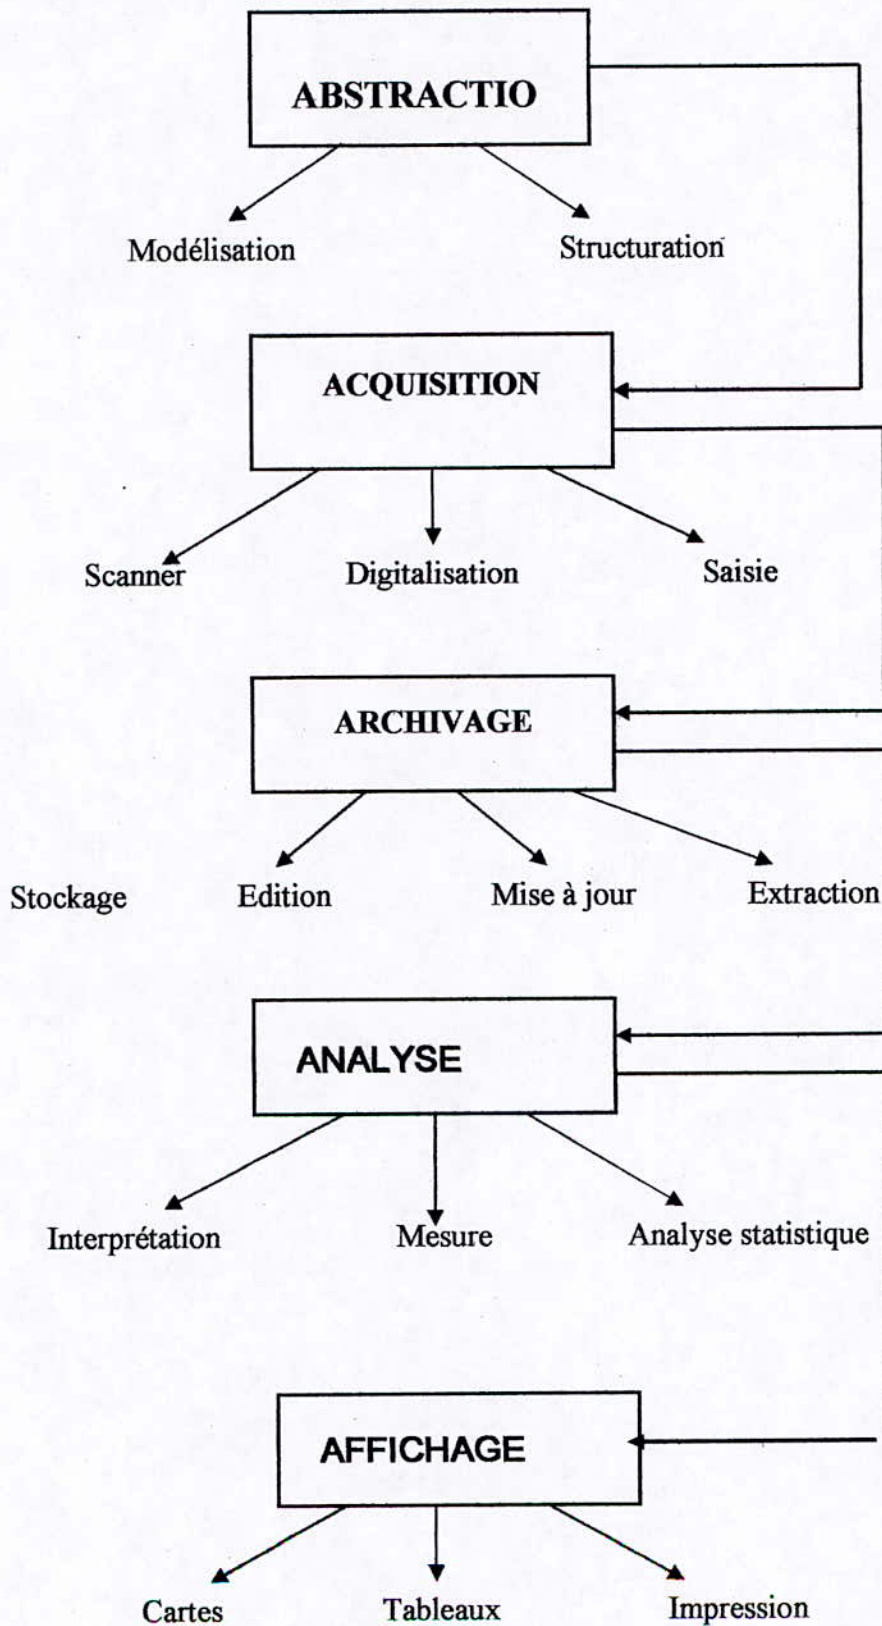 ABSTRACTIO
Modélisation Structuration
ACQUISITION
Scanner Digitalisation Saisie
ARCHIVAGE
Stockage Edition Mise à jour Extraction
ANALYSE
Interprétation Mesure Analyse statistique
AFFICHAGE
Cartes Tableaux Impression